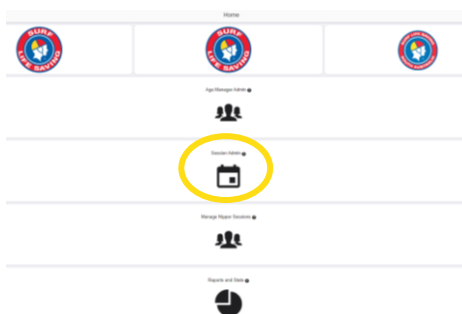 Home
SURF
LIFE SAVING
SURF
LIFE SAVING
Age Manager Admin
Session Admin
Manage Nipper Sessions
Reports and Stats